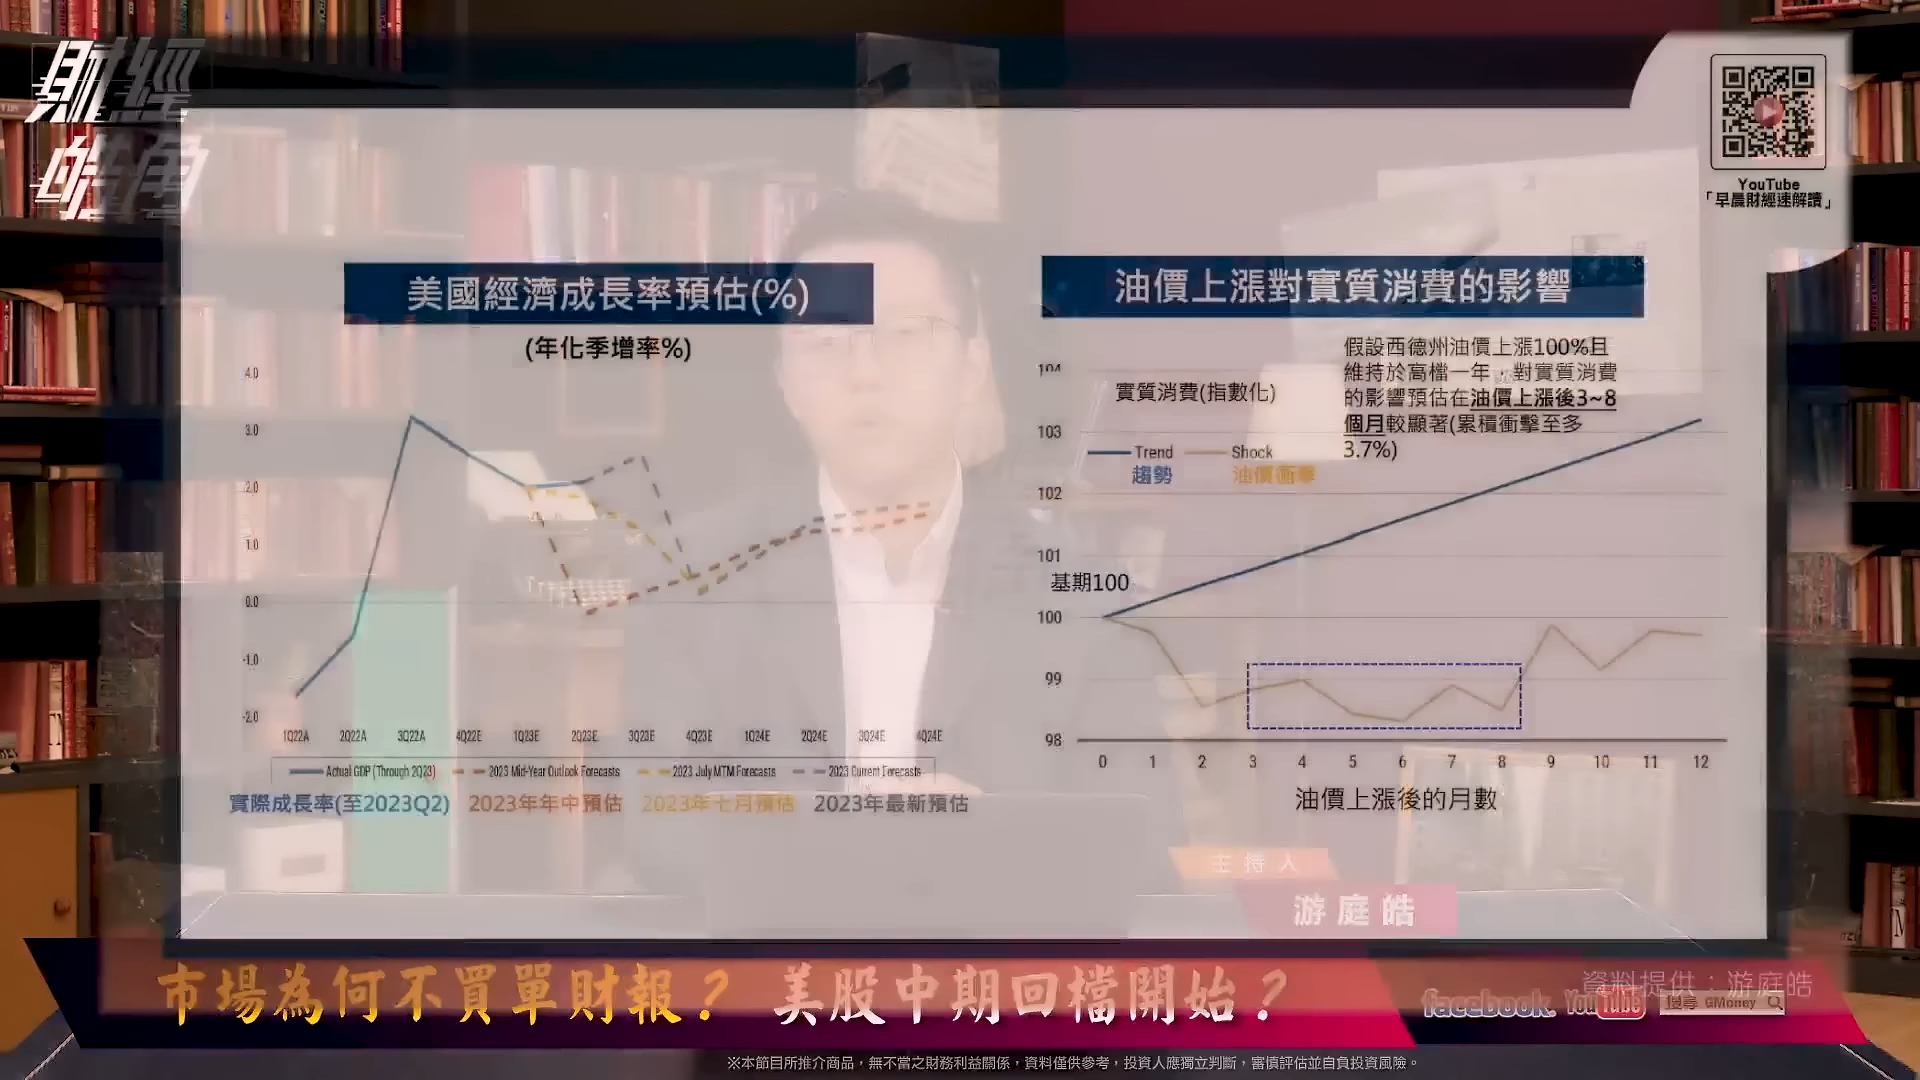 財經
皓角
YouTube
「早晨財經速解讀」
美國經濟成長率預估(%)
(年化季增率%)
4.0
3.0
2.0
1.0
0.0
-1.0
-2.0
1Q22A 2Q22A 3Q22A 4Q22E 1Q23E 2Q23E 3Q23E 4Q23E 1Q24E 2Q24E 3Q24E 4Q24E
Actual GDP (Through 2Q23) 2023 Mid-Year Outlook Forecasts 2023 July MTM Forecasts 2023 Current Forecasts
實際成長率(至2023Q2) 2023年年中預估 2023年七月預估 2023年最新預估
油價上漲對實質消費的影響
假設西德州油價上漲100%且
維持於高檔一年，對實質消費
的影響預估在油價上漲後3~8
個月較顯著(累積衝擊至多
3.7%)
實質消費(指數化)
Trend Shock
趨勢 油價衝擊
104
103
102
101
基期100
100
99
98
0 1 2 3 4 5 6 7 8 9 10 11 12
油價上漲後的月數
主持人
游庭皓
市場為何不買單財報？ 美股中期回檔開始？
資料提供：游庭皓
facebook. YouTube 搜尋 GMoney
※本節目所推介商品，無不當之財務利益關係，資料僅供參考，投資人應獨立判斷，審慎評估並自負投資風險。